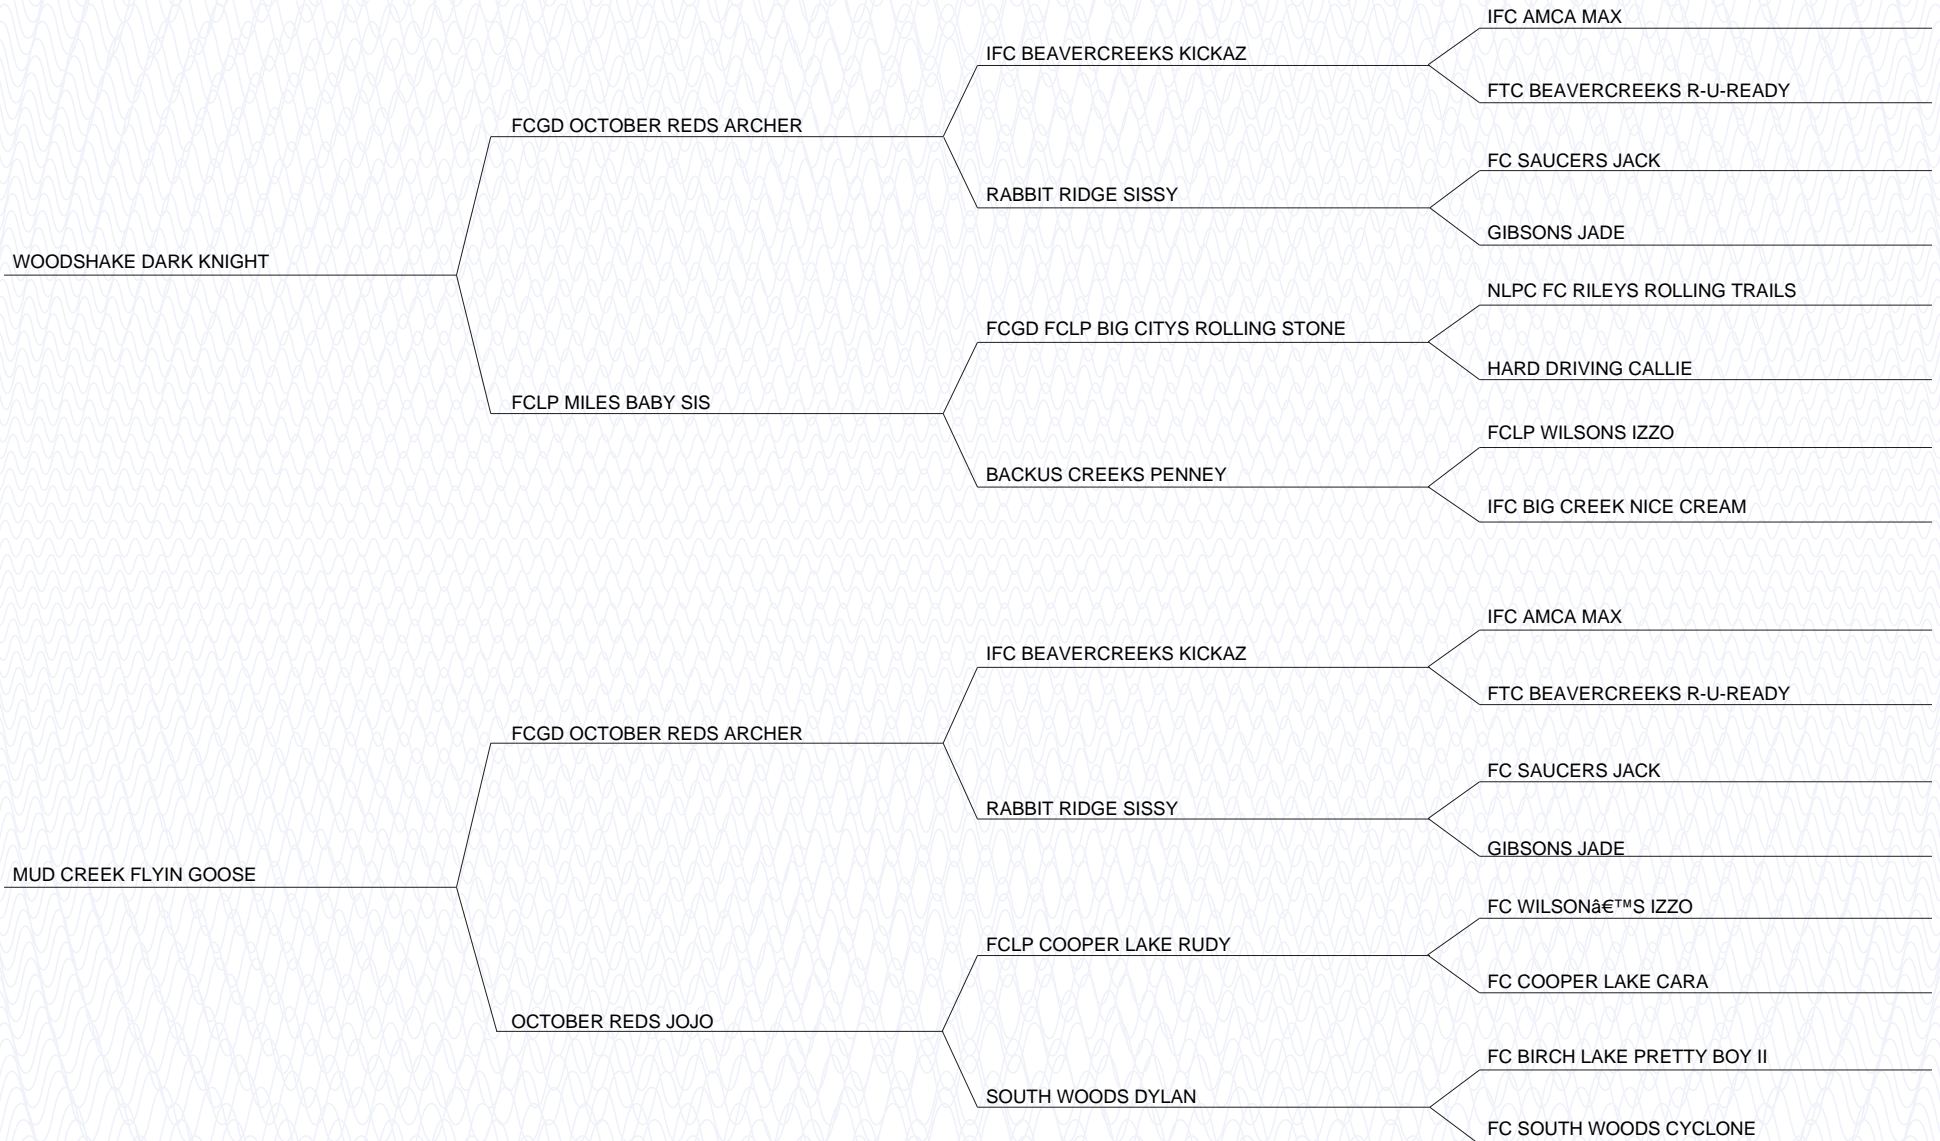 IFC AMCA MAX
IFC BEAVERCREEKS KICKAZ
FTC BEAVERCREEKS R-U-READY
FCGD OCTOBER REDS ARCHER
FC SAUCERS JACK
RABBIT RIDGE SISSY
GIBSONS JADE
WOODSHAKE DARK KNIGHT
NLPC FC RILEYS ROLLING TRAILS
FCGD FCLP BIG CITYS ROLLING STONE
HARD DRIVING CALLIE
FCLP MILES BABY SIS
FCLP WILSONS IZZO
BACKUS CREEKS PENNEY
IFC BIG CREEK NICE CREAM
IFC AMCA MAX
IFC BEAVERCREEKS KICKAZ
FTC BEAVERCREEKS R-U-READY
FCGD OCTOBER REDS ARCHER
FC SAUCERS JACK
RABBIT RIDGE SISSY
GIBSONS JADE
MUD CREEK FLYIN GOOSE
FC WILSONâ€™S IZZO
FCLP COOPER LAKE RUDY
FC COOPER LAKE CARA
OCTOBER REDS JOJO
FC BIRCH LAKE PRETTY BOY II
SOUTH WOODS DYLAN
FC SOUTH WOODS CYCLONE